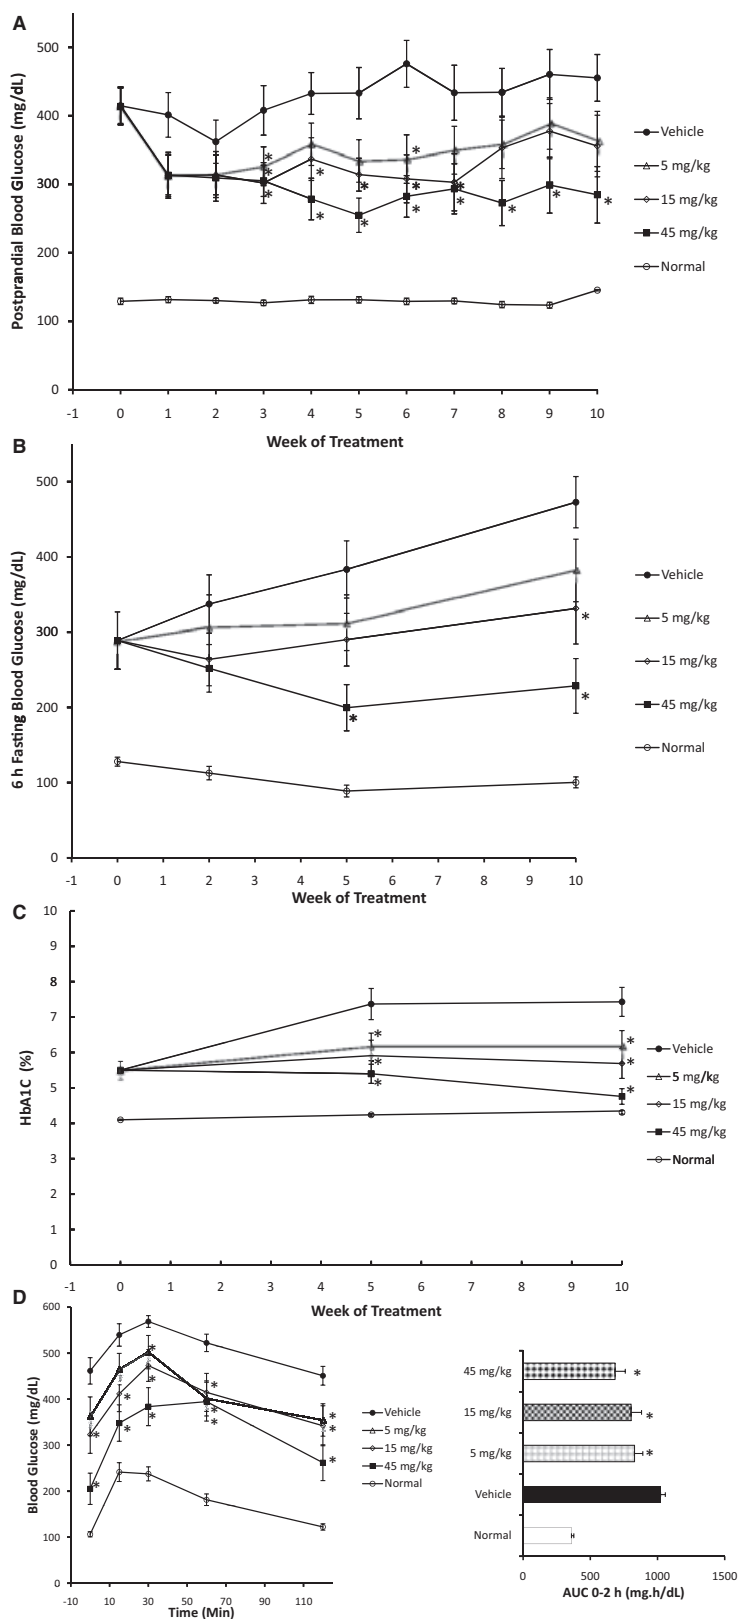 A
Postprandial Blood Glucose (mg/dL)
500
400
300
200
100
0
-1 0 1 2 3 4 5 6 7 8 9 10
Week of Treatment
Vehicle
5 mg/kg
15 mg/kg
45 mg/kg
Normal
* * * * * * * * * * * * * * *
B
6 h Fasting Blood Glucose (mg/dL)
500
400
300
200
100
0
-1 0 1 2 3 4 5 6 7 8 9 10
Week of Treatment
Vehicle
5 mg/kg
15 mg/kg
45 mg/kg
Normal
* * *
C
HbA1C (%)
10
9
8
7
6
5
4
3
2
1
0
-1 0 1 2 3 4 5 6 7 8 9 10
Week of Treatment
Vehicle
5 mg/kg
15 mg/kg
45 mg/kg
Normal
* * * * * *
D
Blood Glucose (mg/dL)
600
500
400
300
200
100
0
-10 10 30 50 70 90 110
Time (Min)
Vehicle
5 mg/kg
15 mg/kg
45 mg/kg
Normal
* * * * * * * * * * * * *
45 mg/kg *
15 mg/kg *
5 mg/kg *
Vehicle
Normal
0 500 1000 1500
AUC 0-2 h (mg.h/dL)